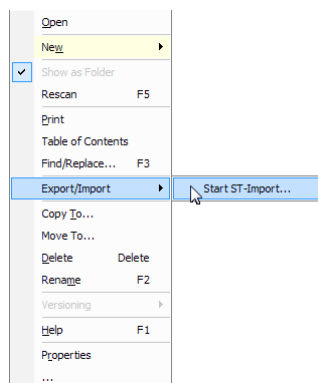 Open
New
Show as Folder
Rescan F5
Print
Table of Contents
Find/Replace... F3
Export/Import Start ST-Import...
Copy To...
Move To...
Delete Delete
Rename F2
Versioning
Help F1
Properties
...